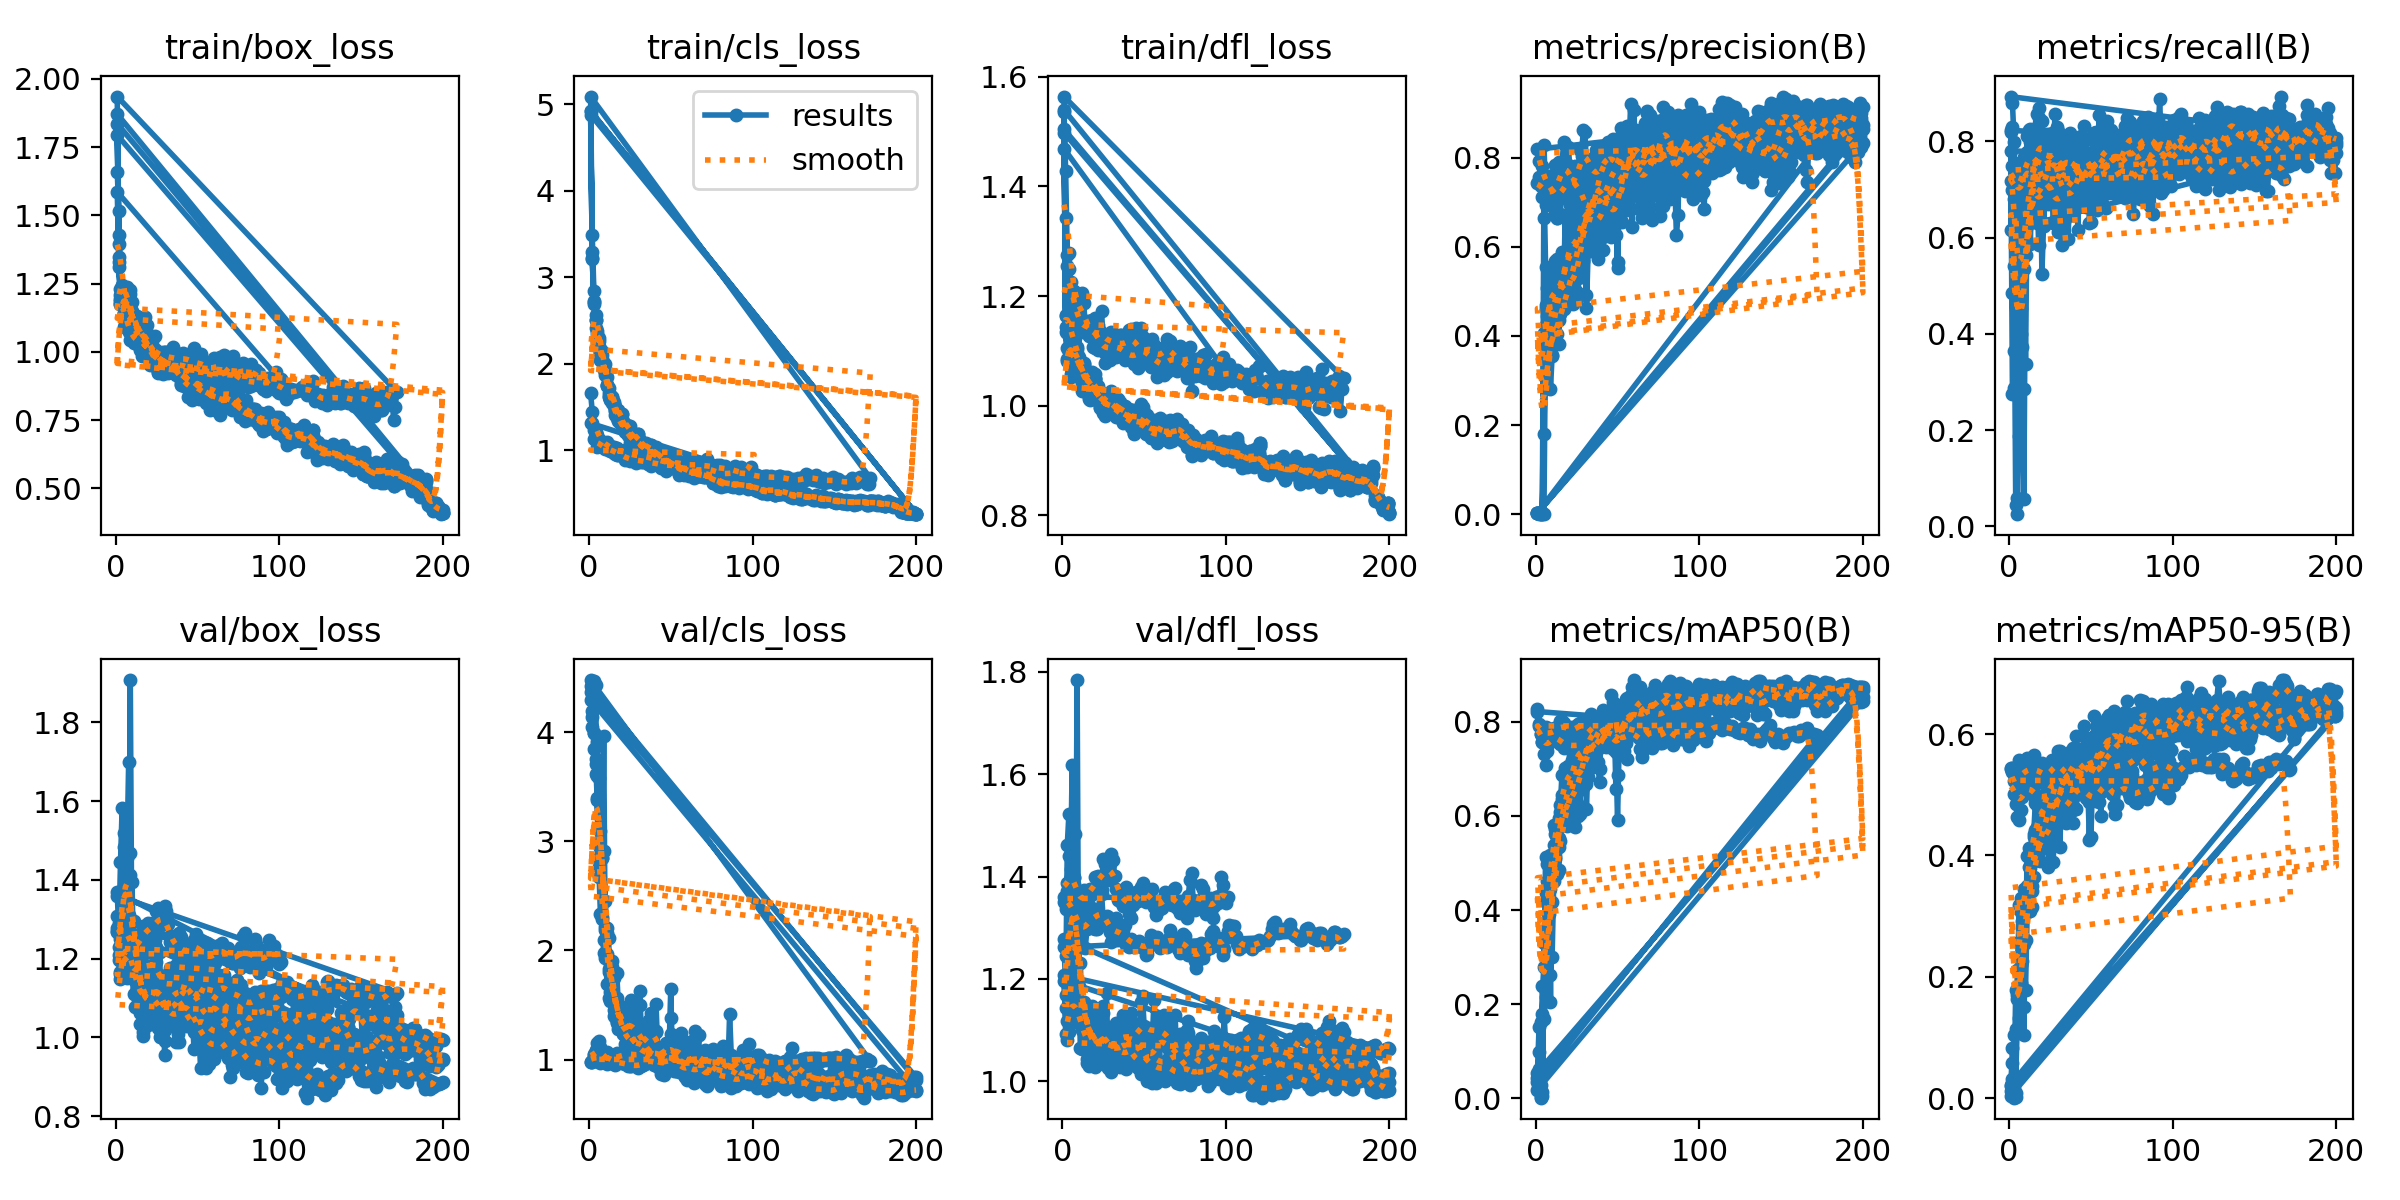 train/box_loss
2.00
1.75
1.50
1.25
1.00
0.75
0.50
0 100 200
train/cls_loss
results
smooth
5
4
3
2
1
0 100 200
train/dfl_loss
1.6
1.4
1.2
1.0
0.8
0 100 200
metrics/precision(B)
0.8
0.6
0.4
0.2
0.0
0 100 200
metrics/recall(B)
0.8
0.6
0.4
0.2
0.0
0 100 200
val/box_loss
1.8
1.6
1.4
1.2
1.0
0.8
0 100 200
val/cls_loss
4
3
2
1
0 100 200
val/dfl_loss
1.8
1.6
1.4
1.2
1.0
0 100 200
metrics/mAP50(B)
0.8
0.6
0.4
0.2
0.0
0 100 200
metrics/mAP50-95(B)
0.6
0.4
0.2
0.0
0 100 200